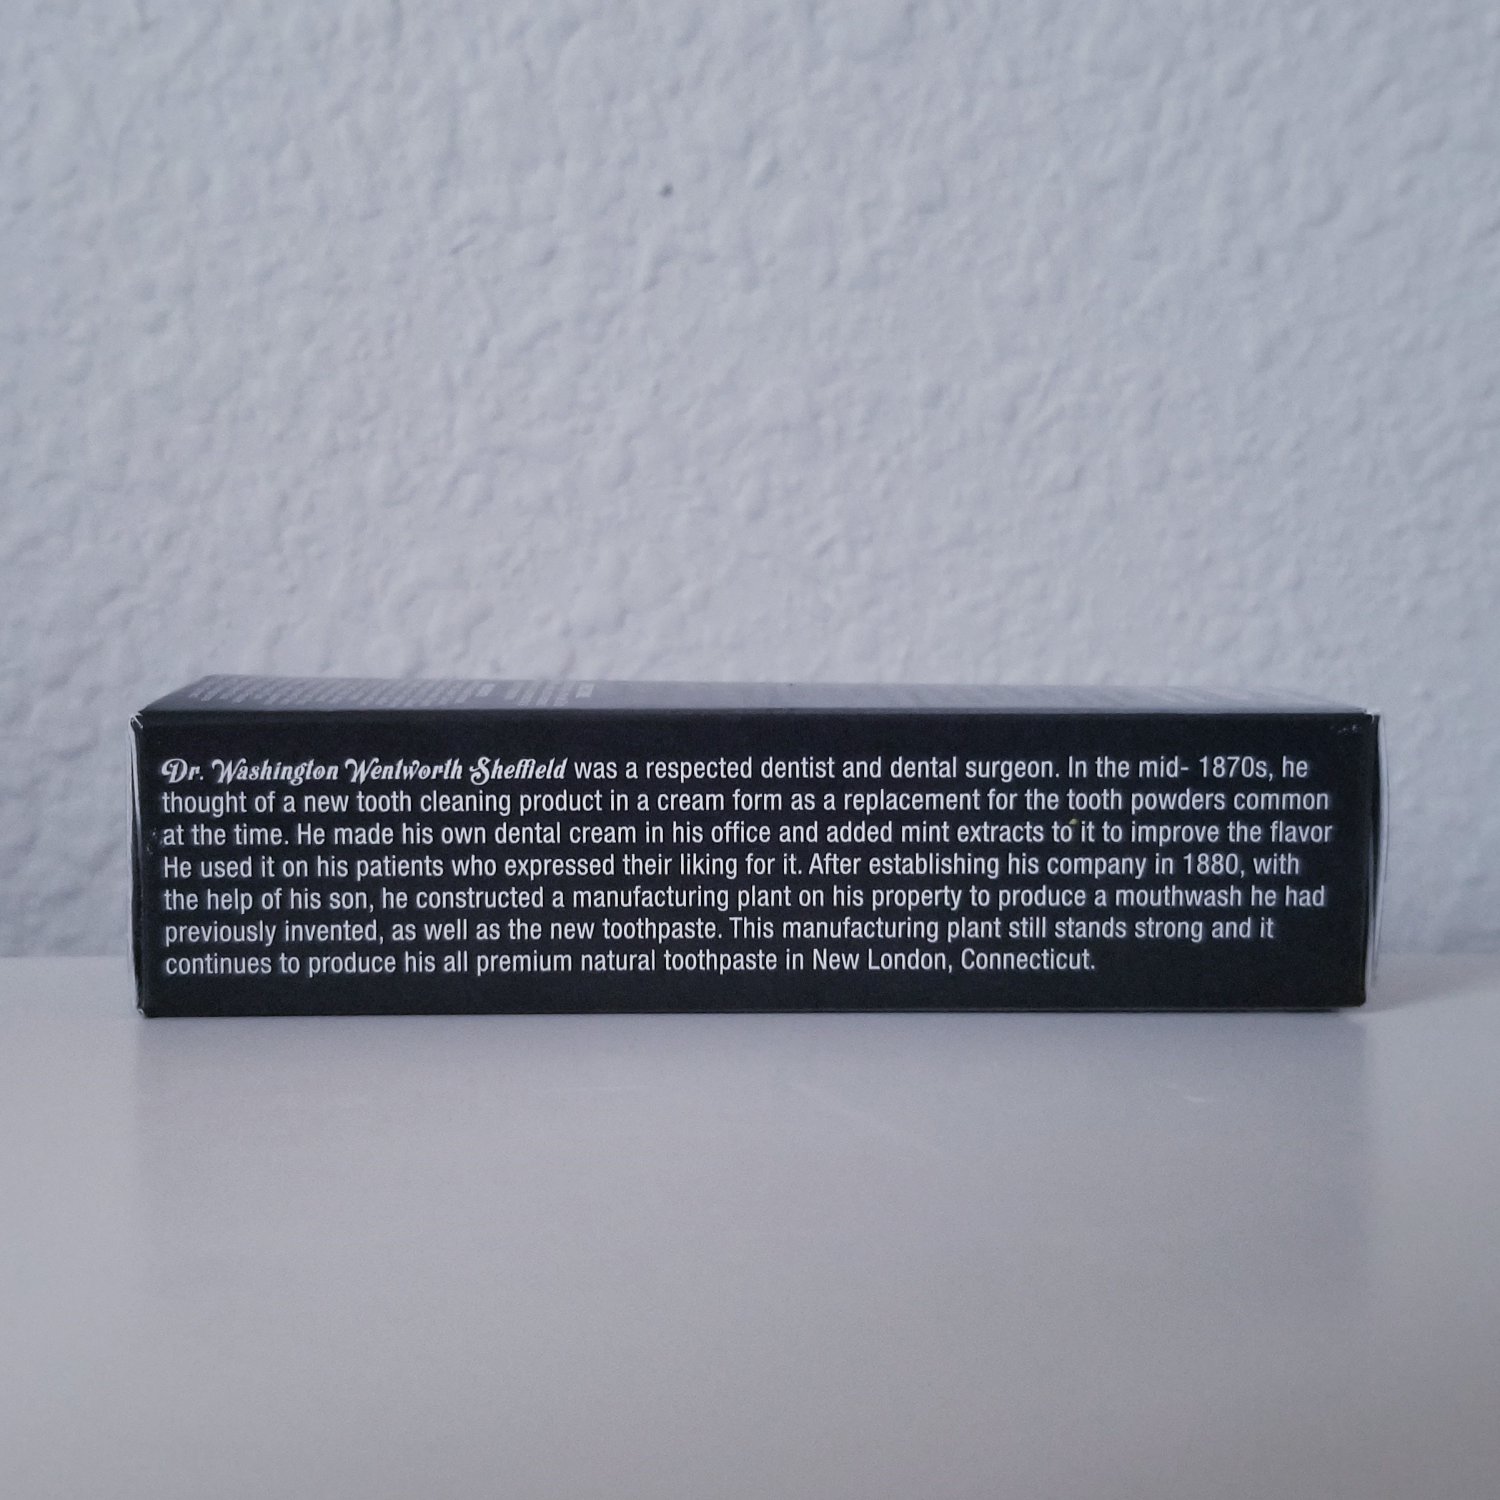 Dr. Washington Wentworth Sheffield was a respected dentist and dental surgeon. In the mid- 1870s, he
thought of a new tooth cleaning product in a cream form as a replacement for the tooth powders common
at the time. He made his own dental cream in his office and added mint extracts to it to improve the flavor
He used it on his patients who expressed their liking for it. After establishing his company in 1880, with
the help of his son, he constructed a manufacturing plant on his property to produce a mouthwash he had
previously invented, as well as the new toothpaste. This manufacturing plant still stands strong and it
continues to produce his all premium natural toothpaste in New London, Connecticut.